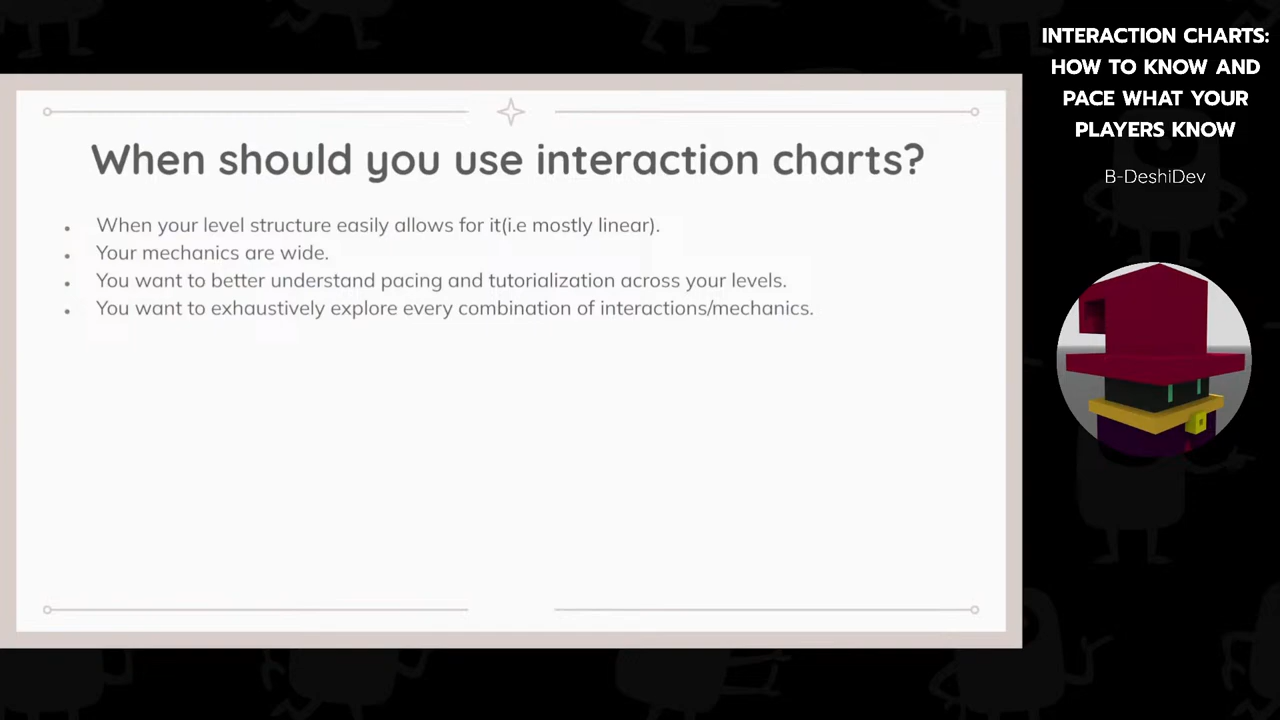 INTERACTION CHARTS:
HOW TO KNOW AND
PACE WHAT YOUR
PLAYERS KNOW
B-DeshiDev
When should you use interaction charts?
• When your level structure easily allows for it(i.e mostly linear).
• Your mechanics are wide.
• You want to better understand pacing and tutorialization across your levels.
• You want to exhaustively explore every combination of interactions/mechanics.